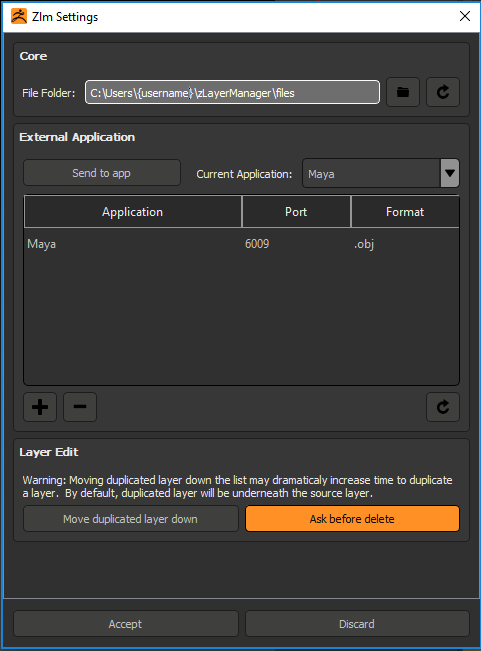 Zlm Settings
Core
File Folder: C:\Users\{username}\zLayerManager\files
External Application
Send to app Current Application: Maya
Application Port Format
Maya 6009 .obj
Layer Edit
Warning: Moving duplicated layer down the list may dramaticaly increase time to duplicate
a layer. By default, duplicated layer will be underneath the source layer.
Move duplicated layer down Ask before delete
Accept Discard